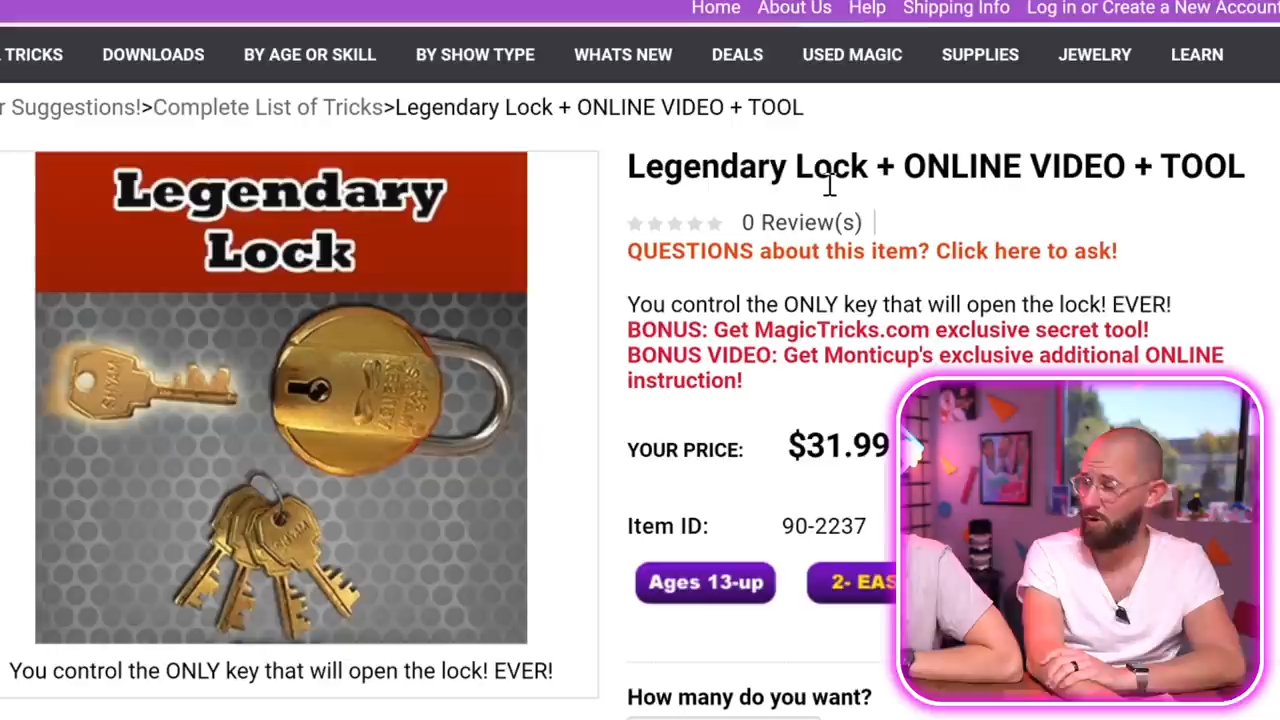 Home About Us Help Shipping Info Log in or Create a New Account
TRICKS DOWNLOADS BY AGE OR SKILL BY SHOW TYPE WHATS NEW DEALS USED MAGIC SUPPLIES JEWELRY LEARN
r Suggestions!>Complete List of Tricks>Legendary Lock + ONLINE VIDEO + TOOL
Legendary
Lock
You control the ONLY key that will open the lock! EVER!
Legendary Lock + ONLINE VIDEO + TOOL
0 Review(s)
QUESTIONS about this item? Click here to ask!
You control the ONLY key that will open the lock! EVER!
BONUS: Get MagicTricks.com exclusive secret tool!
BONUS VIDEO: Get Monticup's exclusive additional ONLINE
instruction!
YOUR PRICE: $31.99
Item ID: 90-2237
Ages 13-up 2- EAS
How many do you want?